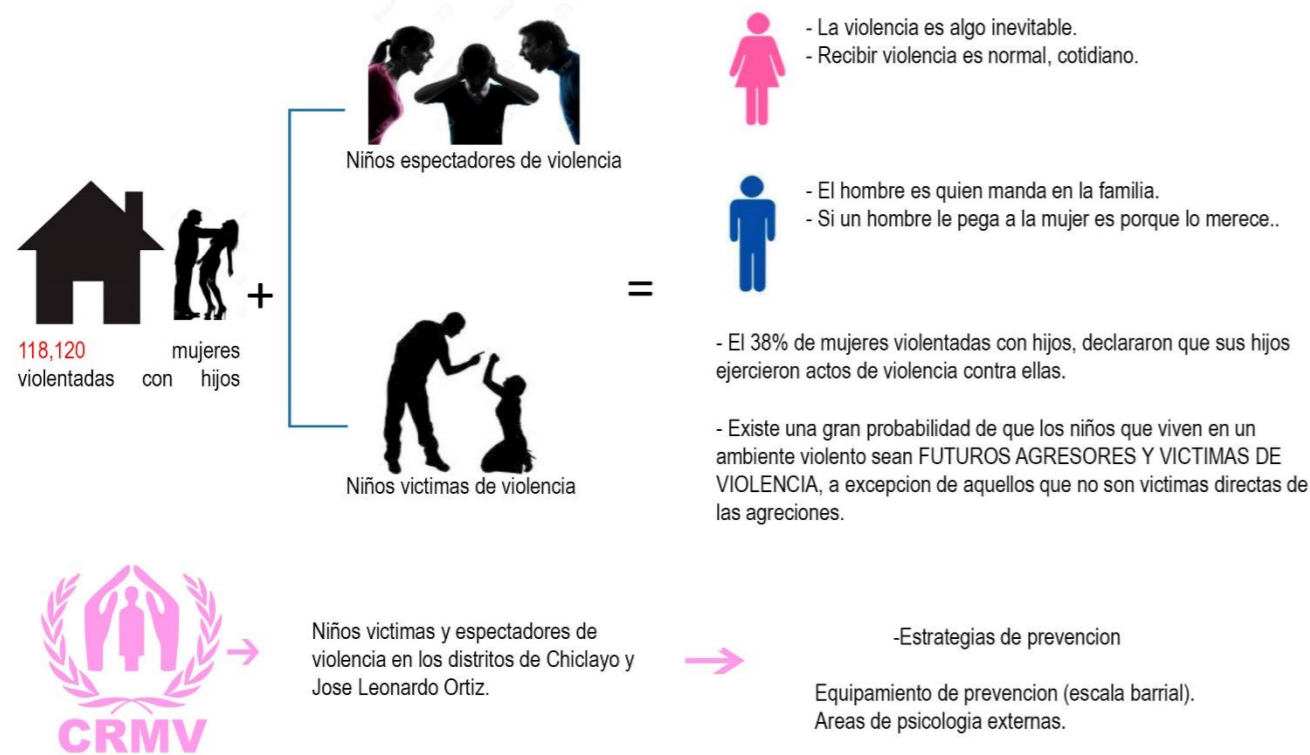 Niños espectadores de violencia
- La violencia es algo inevitable.
- Recibir violencia es normal, cotidiano.
- El hombre es quien manda en la familia.
- Si un hombre le pega a la mujer es porque lo merece..
+
=
118,120 mujeres
violentadas con hijos
Niños victimas de violencia
- El 38% de mujeres violentadas con hijos, declararon que sus hijos
ejercieron actos de violencia contra ellas.
- Existe una gran probabilidad de que los niños que viven en un
ambiente violento sean FUTUROS AGRESORES Y VICTIMAS DE
VIOLENCIA, a excepcion de aquellos que no son victimas directas de
las agreciones.
CRMV
Niños victimas y espectadores de
violencia en los distritos de Chiclayo y
Jose Leonardo Ortiz.
-Estrategias de prevencion
Equipamiento de prevencion (escala barrial).
Areas de psicologia externas.